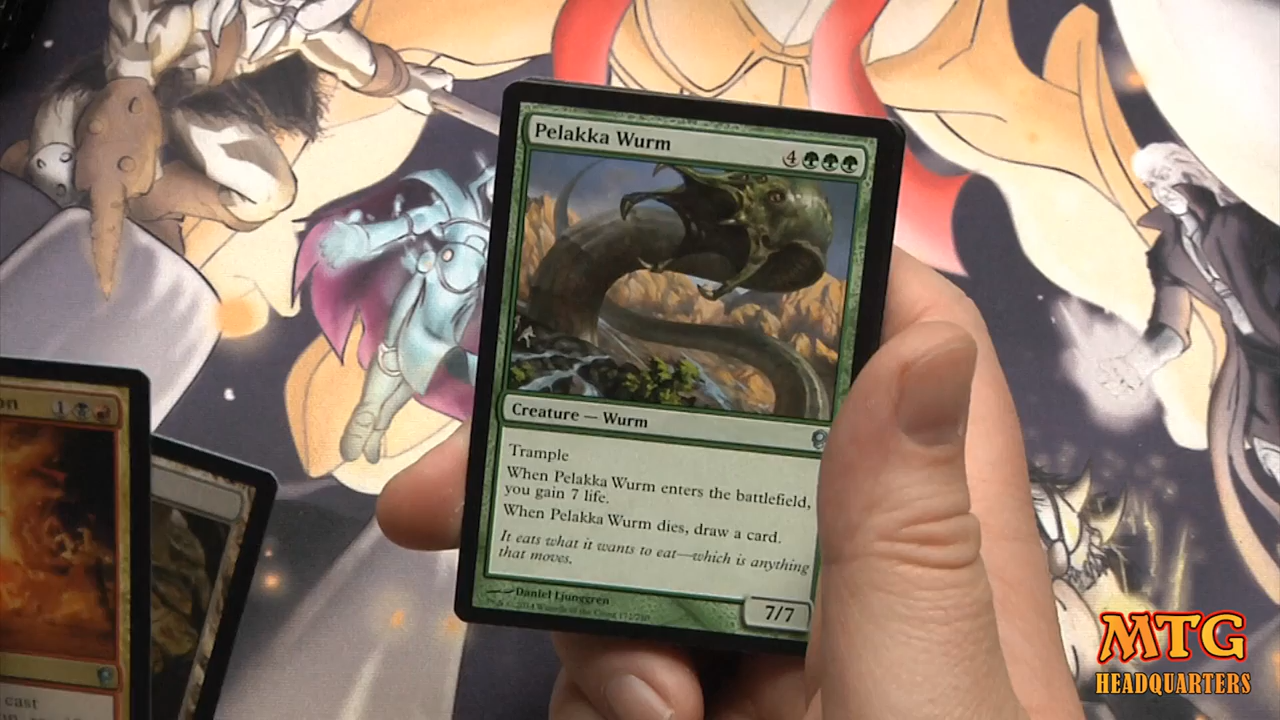 Pelakka Wurm
4
Creature — Wurm
Trample
When Pelakka Wurm enters the battlefield,
you gain 7 life.
When Pelakka Wurm dies, draw a card.
It eats what it wants to eat—which is anything
that moves.
Daniel Ljunggren
7/7
on 1
cast
MTG
HEADQUARTERS